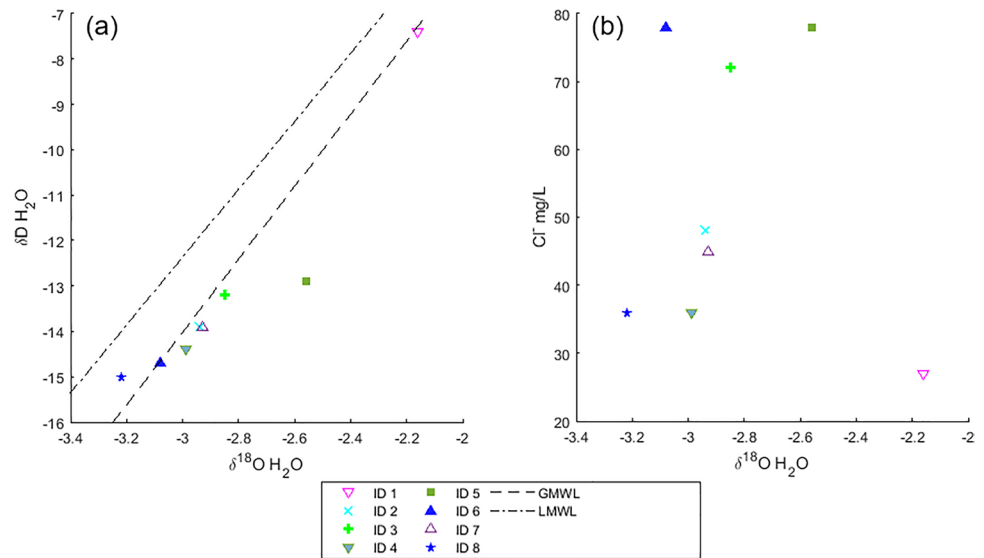 (a)
-7
-8
-9
-10
-11
-12
-13
-14
-15
-16
δD H₂O
-3.4 -3.2 -3 -2.8 -2.6 -2.4 -2.2 -2
δ¹⁸O H₂O
(b)
80
70
60
50
40
30
20
Cl⁻ mg/L
-3.4 -3.2 -3 -2.8 -2.6 -2.4 -2.2 -2
δ¹⁸O H₂O
ID 1 ID 5 GMWL
ID 2 ID 6 LMWL
ID 3 ID 7
ID 4 ID 8